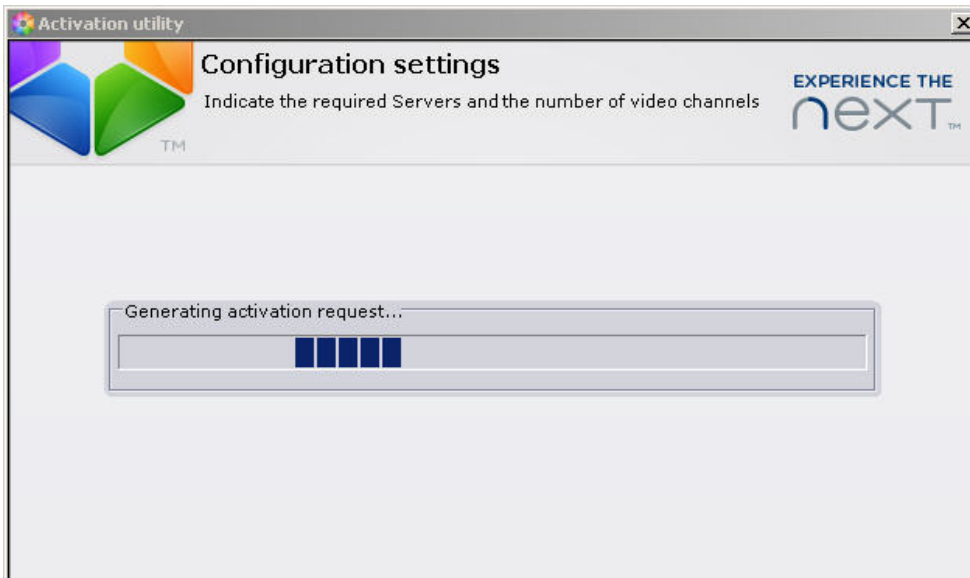 Activation utility
Configuration settings
Indicate the required Servers and the number of video channels
EXPERIENCE THE
next™
TM
Generating activation request...